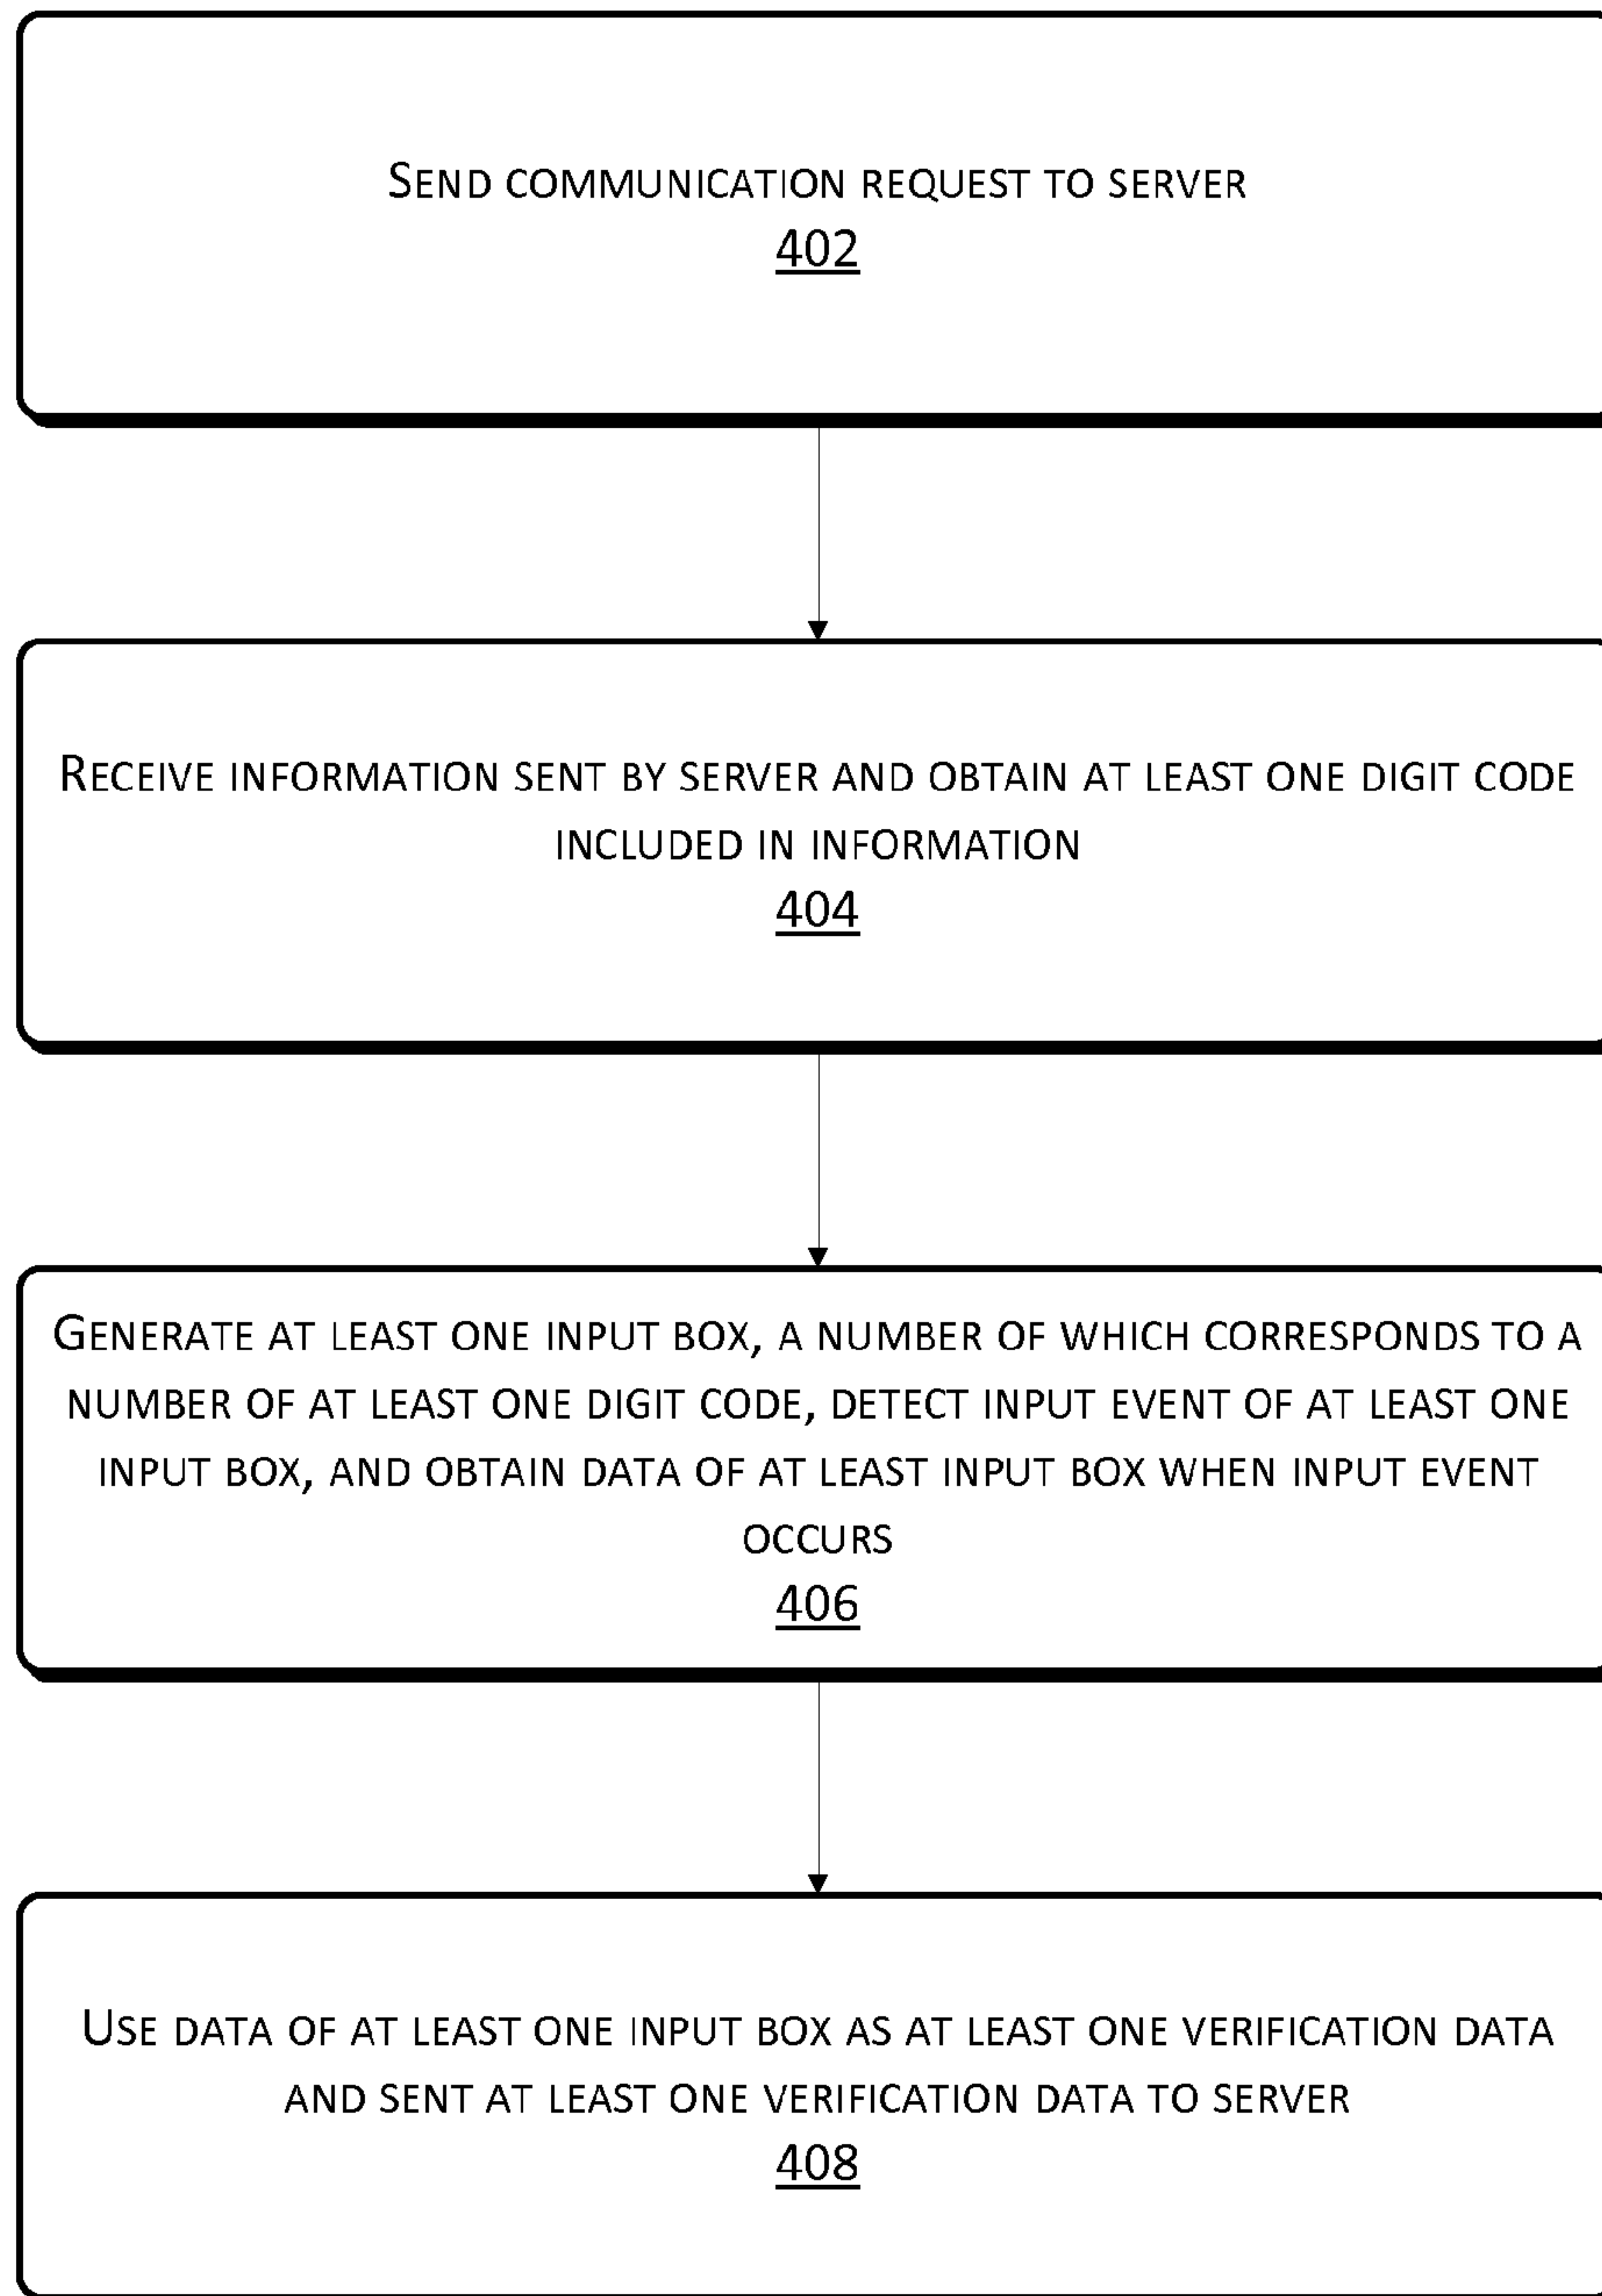 SEND COMMUNICATION REQUEST TO SERVER
402
RECEIVE INFORMATION SENT BY SERVER AND OBTAIN AT LEAST ONE DIGIT CODE
INCLUDED IN INFORMATION
404
GENERATE AT LEAST ONE INPUT BOX, A NUMBER OF WHICH CORRESPONDS TO A
NUMBER OF AT LEAST ONE DIGIT CODE, DETECT INPUT EVENT OF AT LEAST ONE
INPUT BOX, AND OBTAIN DATA OF AT LEAST INPUT BOX WHEN INPUT EVENT
OCCURS
406
USE DATA OF AT LEAST ONE INPUT BOX AS AT LEAST ONE VERIFICATION DATA
AND SENT AT LEAST ONE VERIFICATION DATA TO SERVER
408